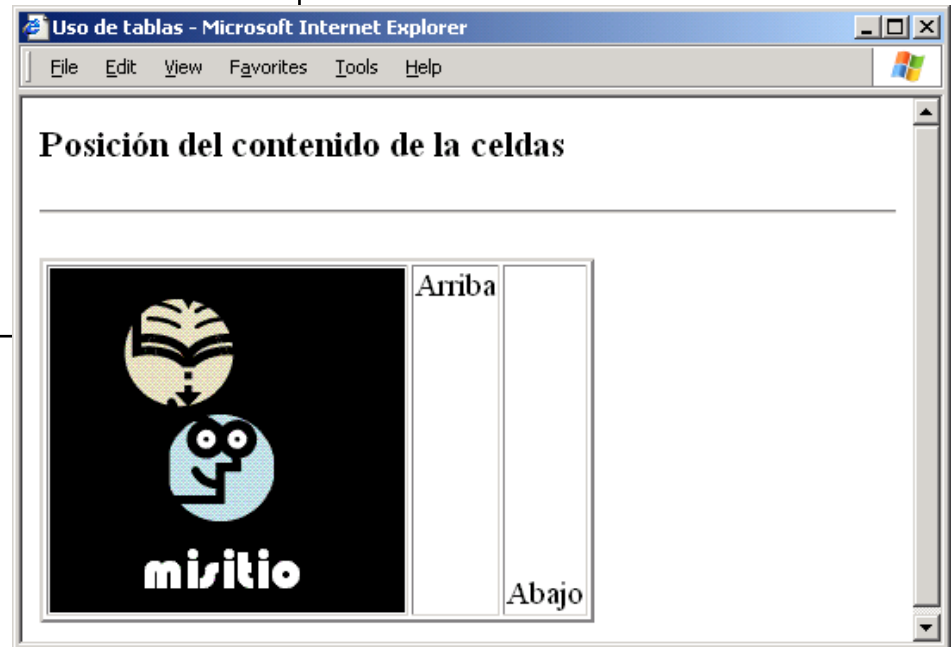 Uso de tablas - Microsoft Internet Explorer
File Edit View Favorites Tools Help
Posición del contenido de la celdas
Arriba
misitio
Abajo